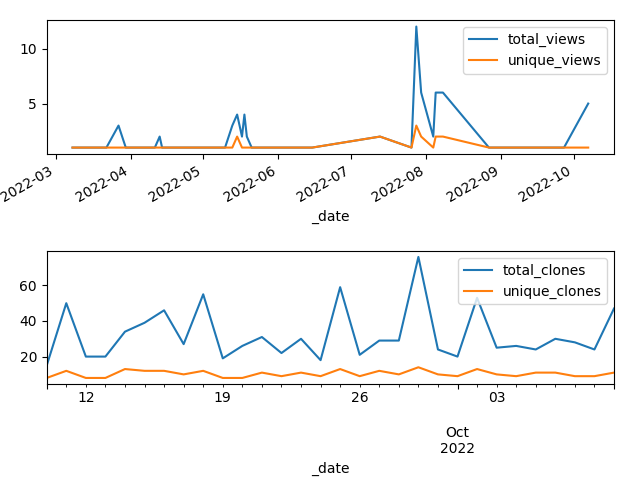 10
5
total_views
unique_views
2022-03
2022-04
2022-05
2022-06
2022-07
2022-08
2022-09
2022-10
_date
60
40
20
total_clones
unique_clones
12
19
26
03
Oct
2022
_date